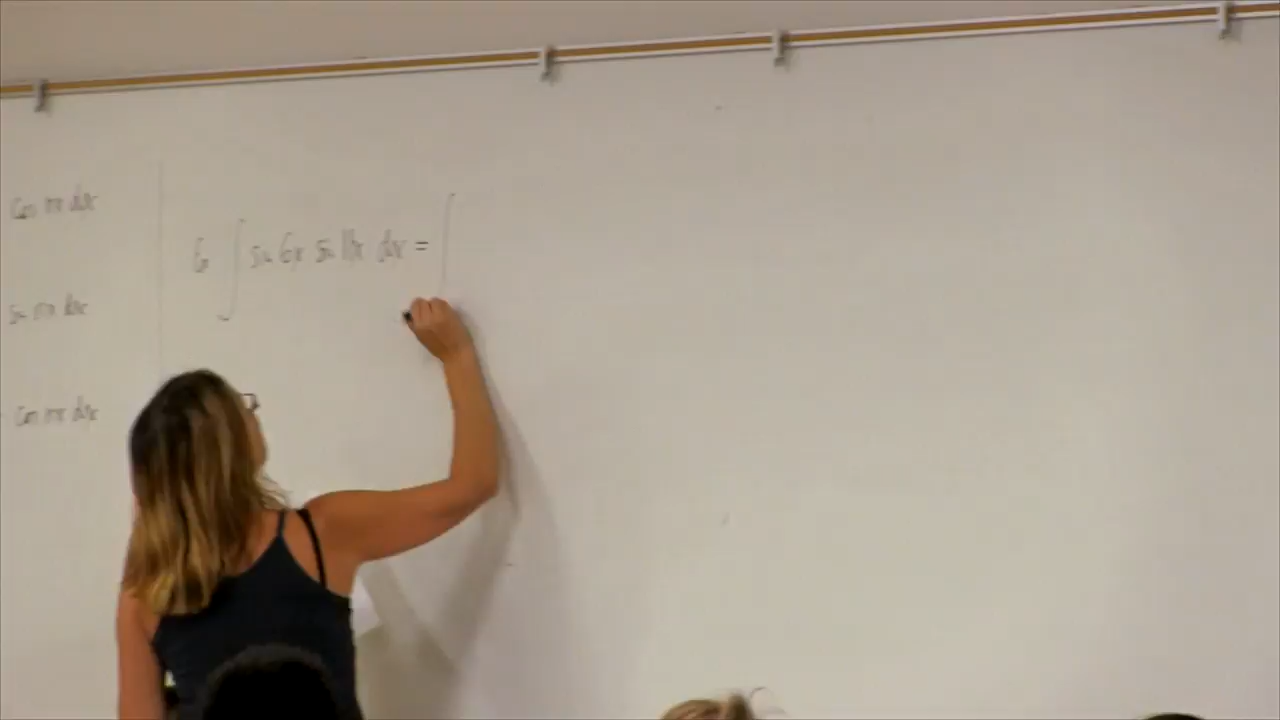 cos nx dx
6 ∫ sin 6x sin 11x dx = ∫
sin nx dx
cos nx dx